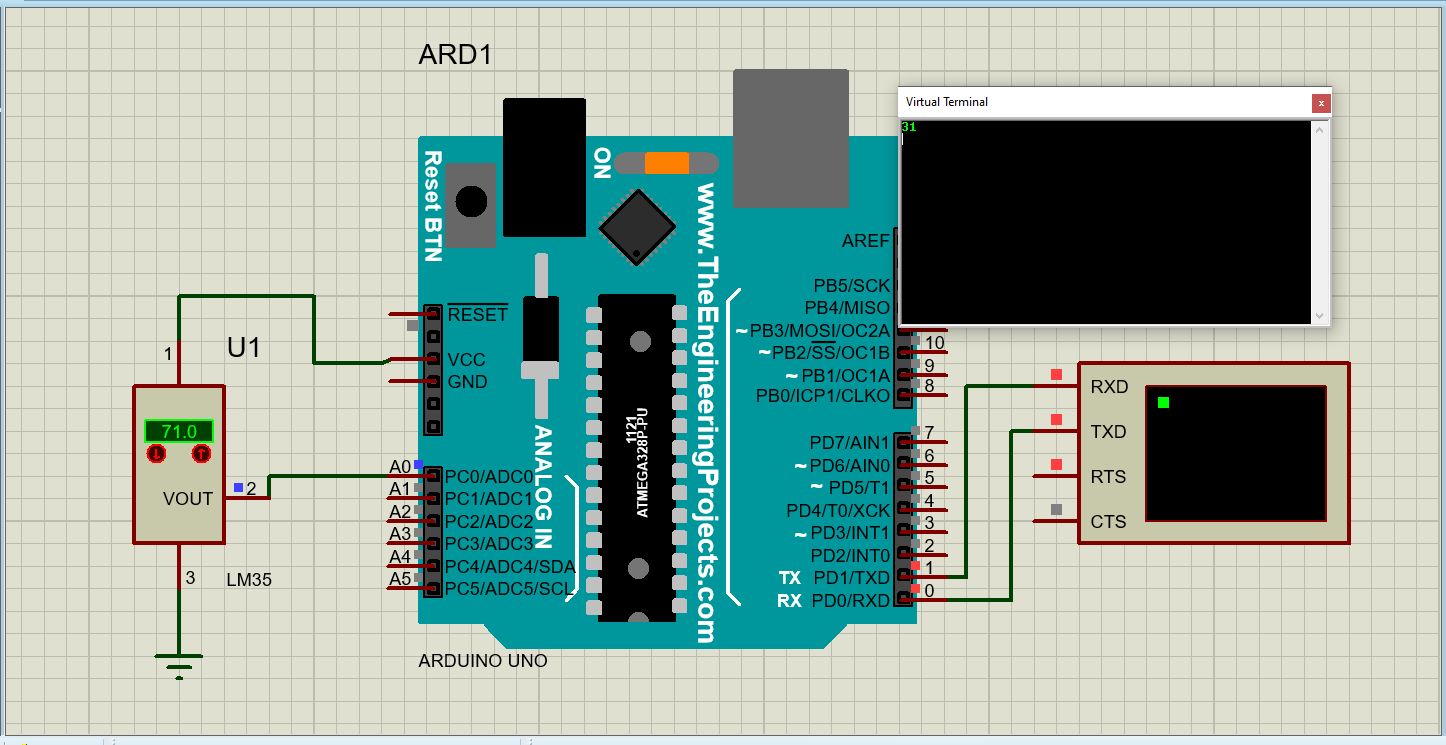 ARD1
Virtual Terminal
31
Reset BTN
ON
www.TheEngineeringProjects.com
AREF
PB5/SCK
PB4/MISO
~PB3/MOSI/OC2A
~PB2/SS/OC1B
10
~PB1/OC1A
9
PB0/ICP1/CLKO
8
RESET
VCC
GND
U1
1
71.0
VOUT
2
3
LM35
A0
PC0/ADC0
A1
PC1/ADC1
A2
PC2/ADC2
A3
PC3/ADC3
A4
PC4/ADC4/SDA
A5
PC5/ADC5/SCL
ANALOG IN
1121
ATMEGA328P-PU
PD7/AIN1
7
~PD6/AIN0
6
~PD5/T1
5
PD4/T0/XCK
4
~PD3/INT1
3
PD2/INT0
2
TX PD1/TXD
1
RX PD0/RXD
0
RXD
TXD
RTS
CTS
ARDUINO UNO